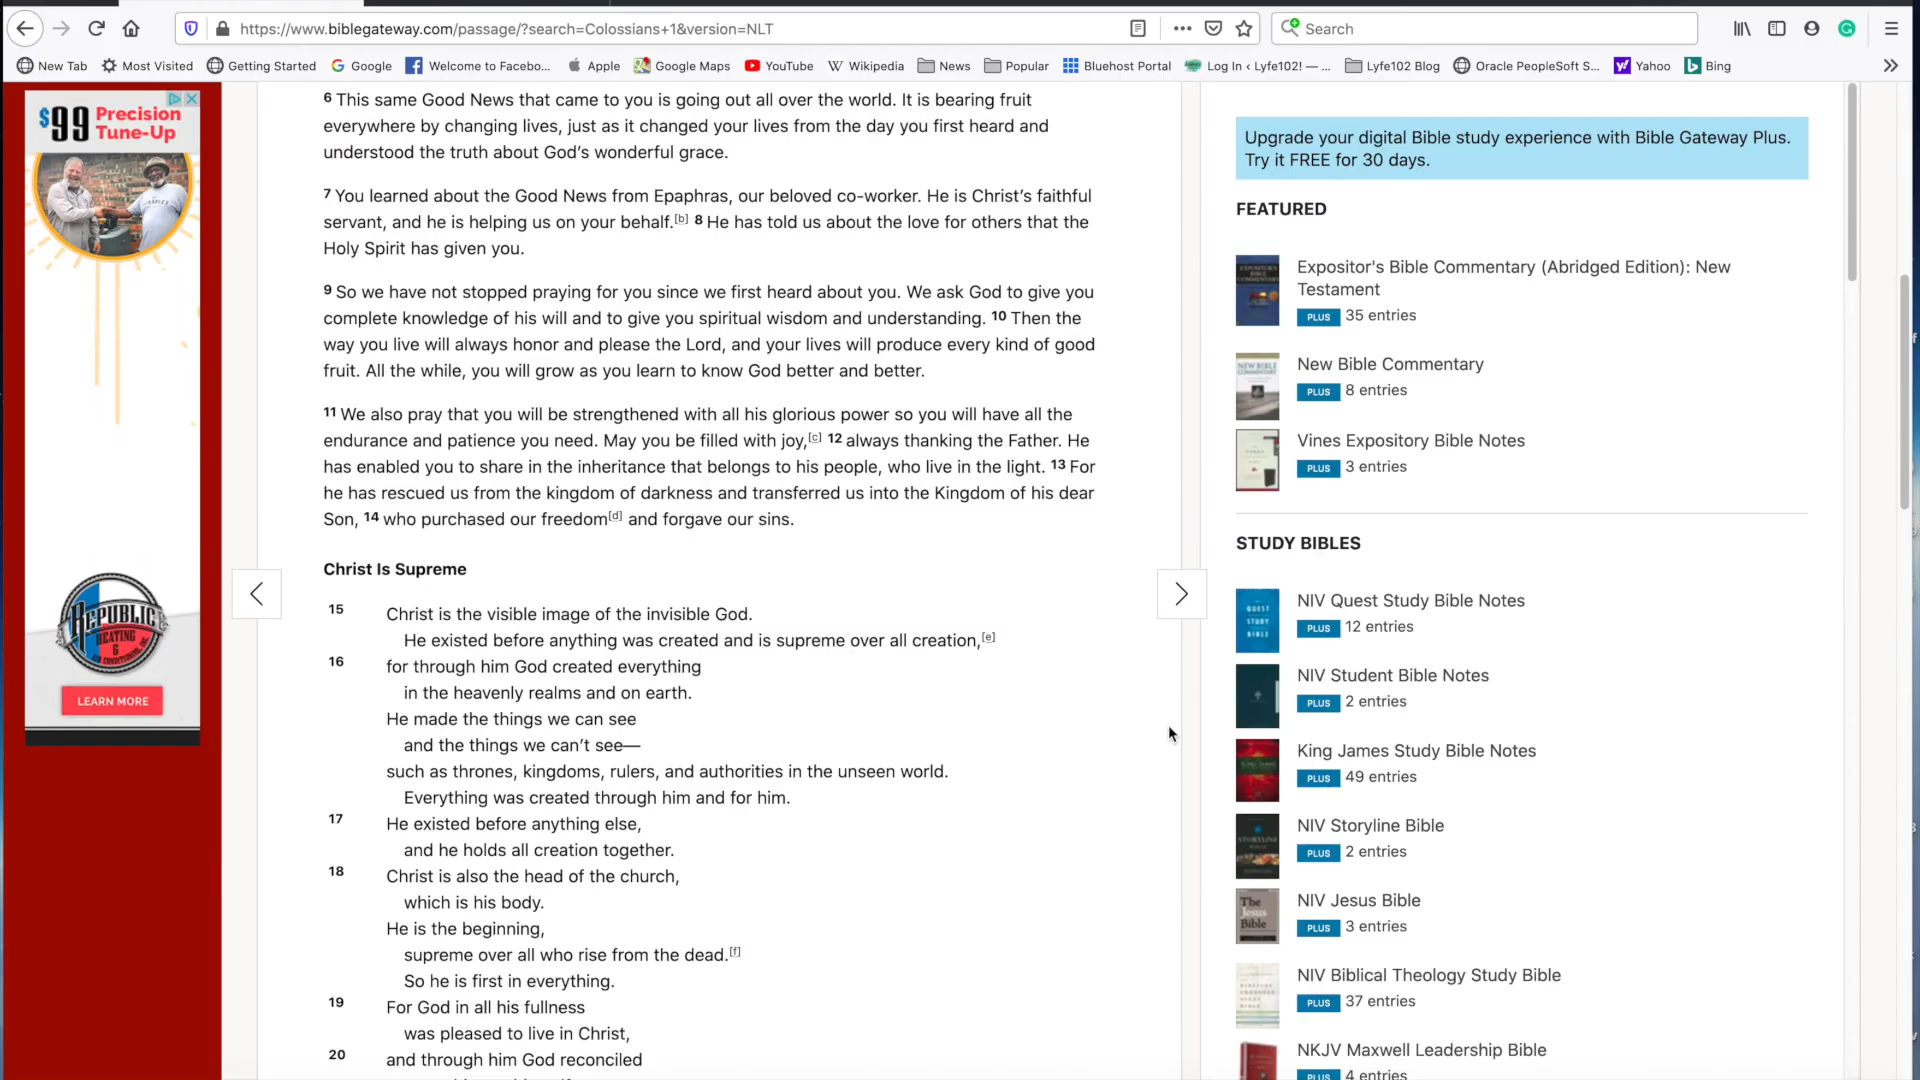 https://www.biblegateway.com/passage/?search=Colossians+1&version=NLT
Search
New Tab
Most Visited
Getting Started
Google
Welcome to Facebo...
Apple
Google Maps
YouTube
Wikipedia
News
Popular
Bluehost Portal
Log In ‹ Lyfe102! — ...
Lyfe102 Blog
Oracle PeopleSoft S...
Yahoo
Bing
$99 Precision
Tune-Up
REPUBLIC
HEATING
&
AIR CONDITIONING, INC.
LEARN MORE
6 This same Good News that came to you is going out all over the world. It is bearing fruit
everywhere by changing lives, just as it changed your lives from the day you first heard and
understood the truth about God’s wonderful grace.
7 You learned about the Good News from Epaphras, our beloved co-worker. He is Christ’s faithful
servant, and he is helping us on your behalf.[b] 8 He has told us about the love for others that the
Holy Spirit has given you.
9 So we have not stopped praying for you since we first heard about you. We ask God to give you
complete knowledge of his will and to give you spiritual wisdom and understanding. 10 Then the
way you live will always honor and please the Lord, and your lives will produce every kind of good
fruit. All the while, you will grow as you learn to know God better and better.
11 We also pray that you will be strengthened with all his glorious power so you will have all the
endurance and patience you need. May you be filled with joy,[c] 12 always thanking the Father. He
has enabled you to share in the inheritance that belongs to his people, who live in the light. 13 For
he has rescued us from the kingdom of darkness and transferred us into the Kingdom of his dear
Son, 14 who purchased our freedom[d] and forgave our sins.
Christ Is Supreme
15 Christ is the visible image of the invisible God.
He existed before anything was created and is supreme over all creation,[e]
16 for through him God created everything
in the heavenly realms and on earth.
He made the things we can see
and the things we can’t see—
such as thrones, kingdoms, rulers, and authorities in the unseen world.
Everything was created through him and for him.
17 He existed before anything else,
and he holds all creation together.
18 Christ is also the head of the church,
which is his body.
He is the beginning,
supreme over all who rise from the dead.[f]
So he is first in everything.
19 For God in all his fullness
was pleased to live in Christ,
20 and through him God reconciled
Upgrade your digital Bible study experience with Bible Gateway Plus.
Try it FREE for 30 days.
FEATURED
Expositor's Bible Commentary (Abridged Edition): New
Testament
PLUS 35 entries
New Bible Commentary
PLUS 8 entries
Vines Expository Bible Notes
PLUS 3 entries
STUDY BIBLES
QUEST
STUDY
BIBLE
NIV Quest Study Bible Notes
PLUS 12 entries
NIV Student Bible Notes
PLUS 2 entries
King James Study Bible Notes
PLUS 49 entries
NIV Storyline Bible
PLUS 2 entries
The
Jesus
Bible
NIV Jesus Bible
PLUS 3 entries
NIV Biblical Theology Study Bible
PLUS 37 entries
NKJV Maxwell Leadership Bible
PLUS 4 entries